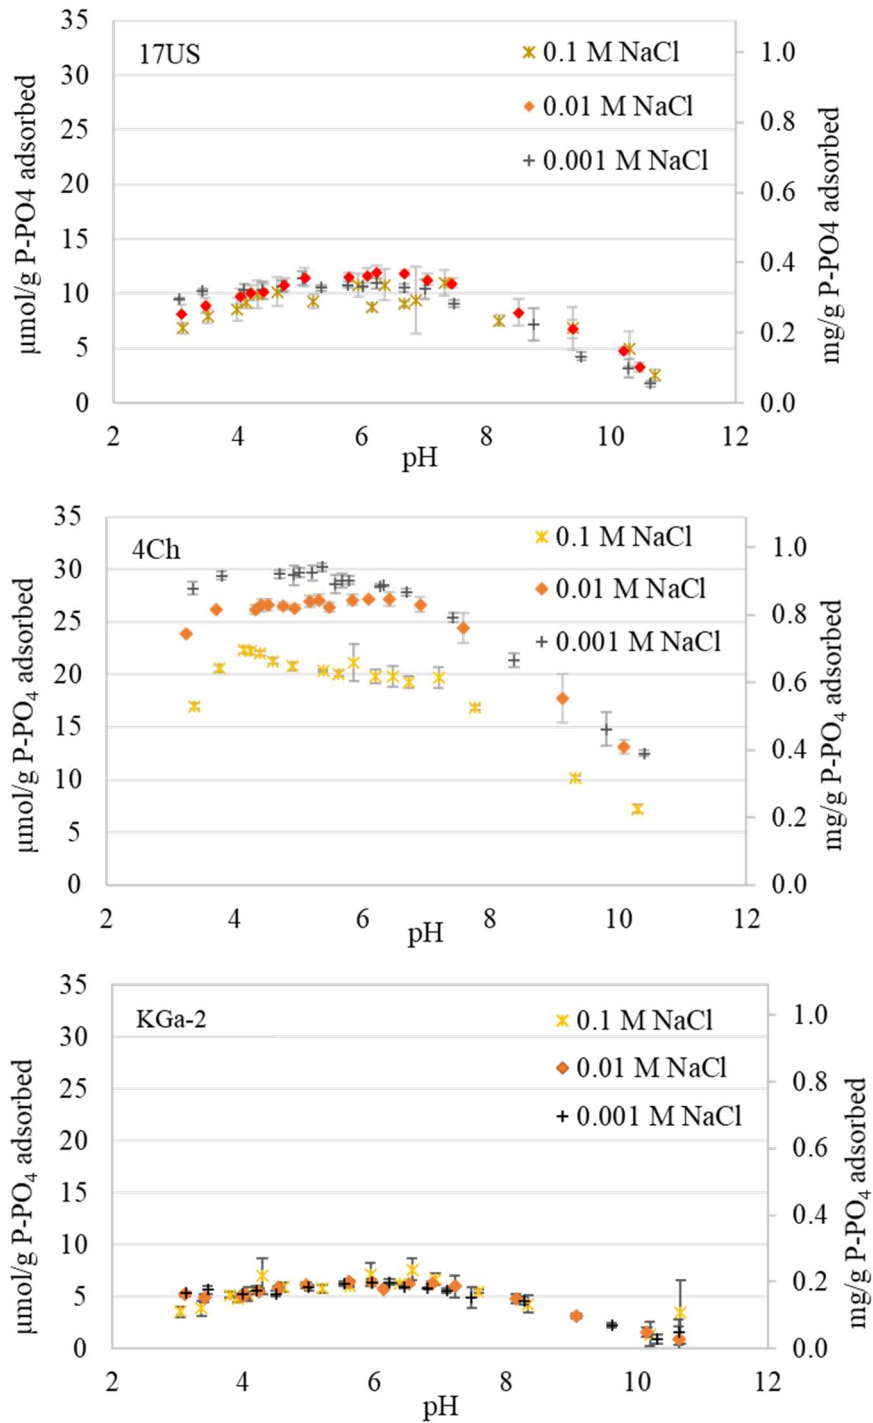 17US
0.1 M NaCl
0.01 M NaCl
0.001 M NaCl
35
30
25
20
15
10
5
0
1.0
0.8
0.6
0.4
0.2
0.0
2 4 6 8 10 12
pH
μmol/g P-PO4 adsorbed
mg/g P-PO4 adsorbed
4Ch
0.1 M NaCl
0.01 M NaCl
0.001 M NaCl
35
30
25
20
15
10
5
0
1.0
0.8
0.6
0.4
0.2
0.0
2 4 6 8 10 12
pH
μmol/g P-PO₄ adsorbed
mg/g P-PO₄ adsorbed
KGa-2
0.1 M NaCl
0.01 M NaCl
0.001 M NaCl
35
30
25
20
15
10
5
0
1.0
0.8
0.6
0.4
0.2
0.0
2 4 6 8 10 12
pH
μmol/g P-PO₄ adsorbed
mg/g P-PO₄ adsorbed